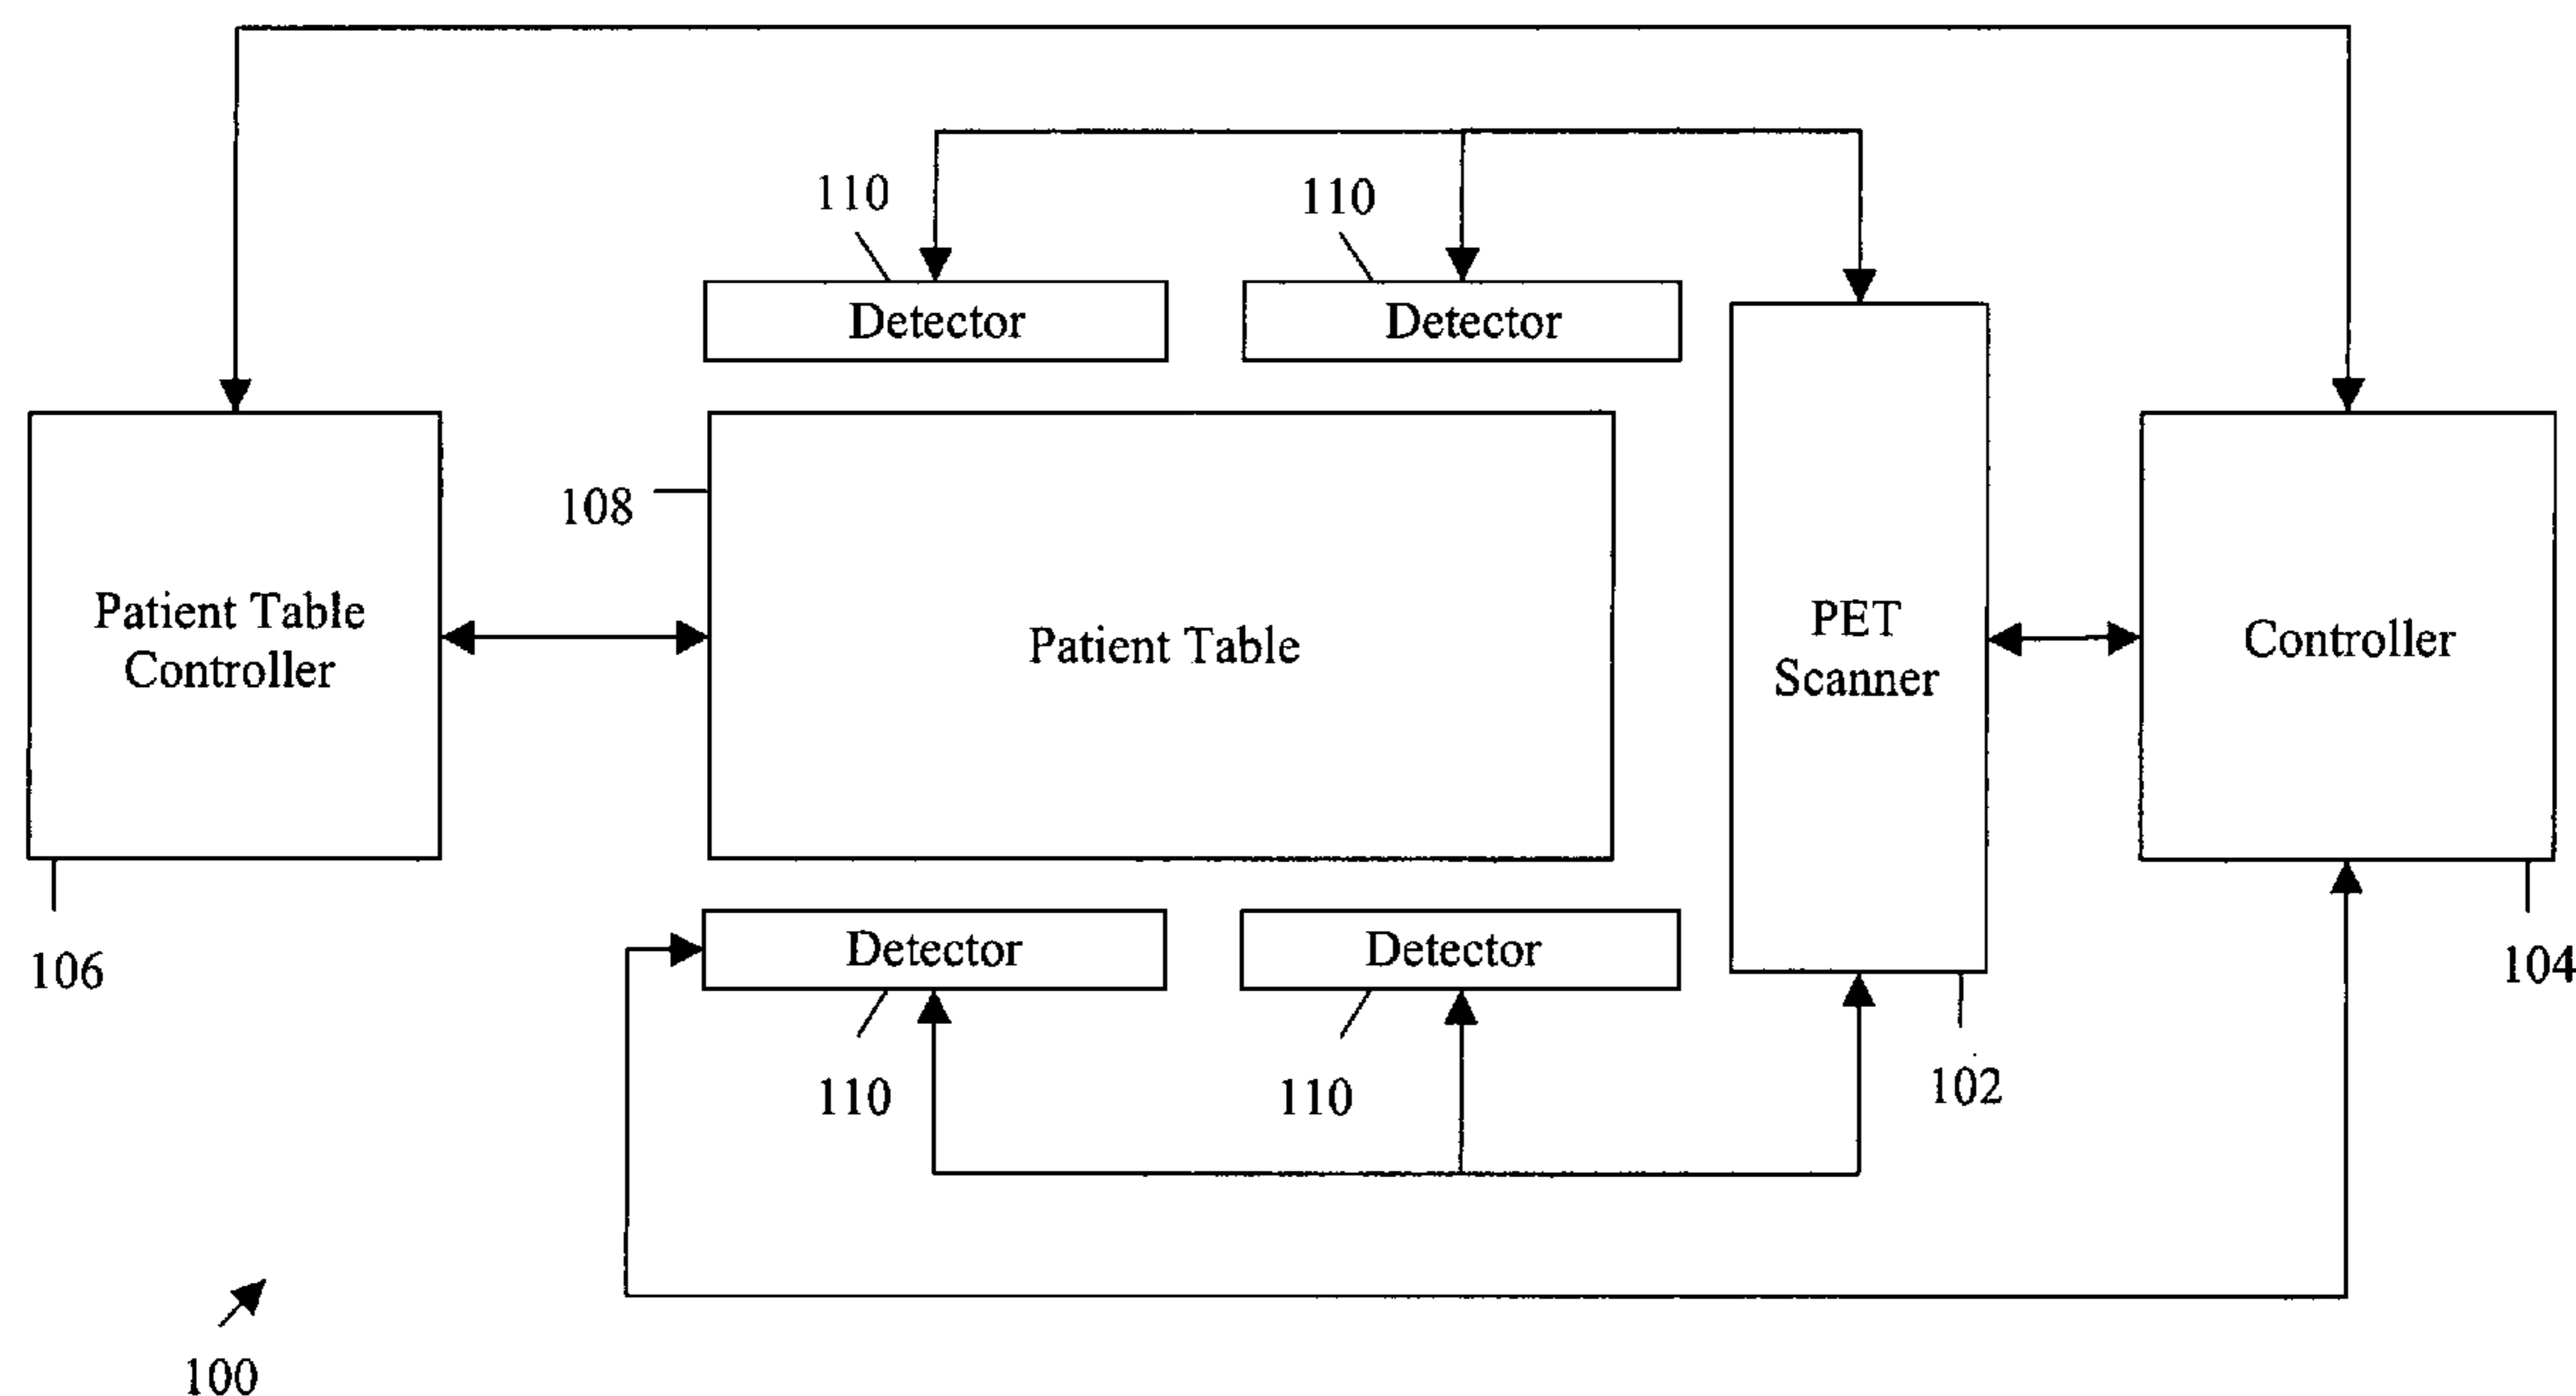 110
110
Detector
Detector
108
Patient Table
Controller
Patient Table
PET
Scanner
Controller
Detector
Detector
106
104
110
110
102
100